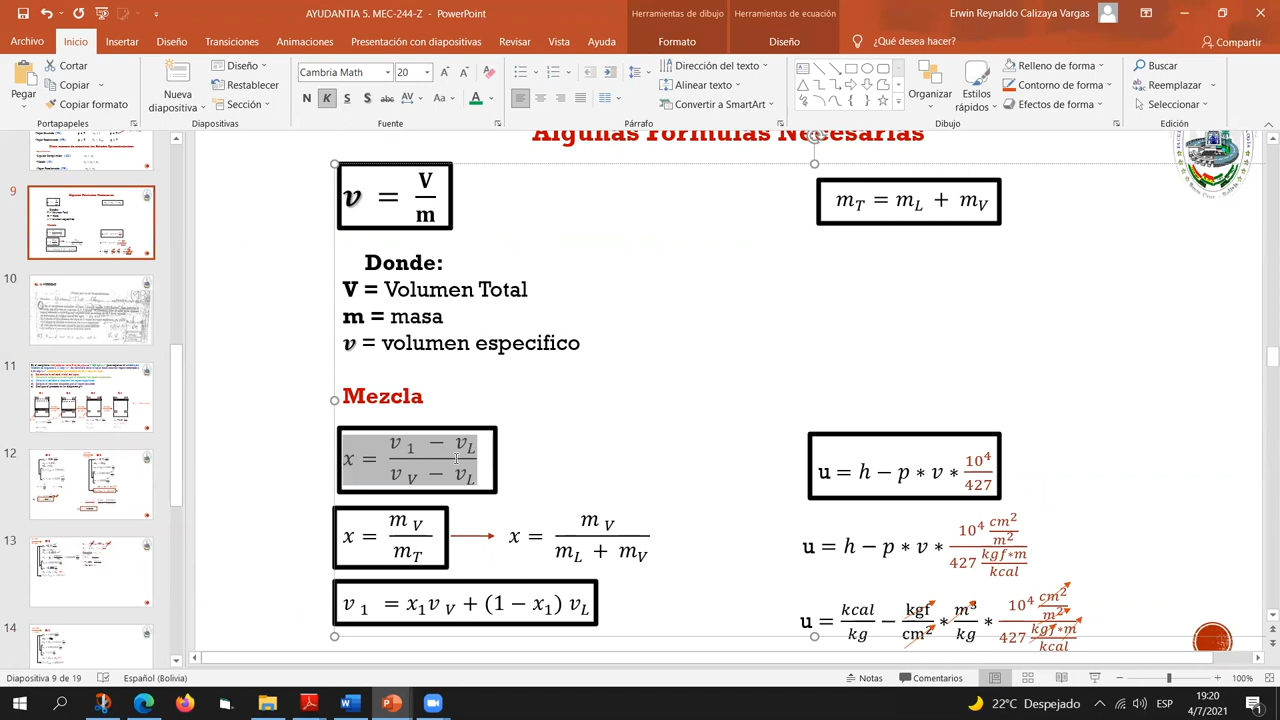 AYUDANTIA 5. MEC-244-Z - PowerPoint
Herramientas de dibujo
Herramientas de ecuación
Erwin Reynaldo Calizaya Vargas
Archivo Inicio Insertar Diseño Transiciones Animaciones Presentación con diapositivas Revisar Vista Ayuda Formato Diseño ¿Qué desea hacer? Compartir
Pegar
Cortar
Copiar
Copiar formato
Portapapeles
Nueva
diapositiva
Diseño
Restablecer
Sección
Diapositivas
Cambria Math 20
N K S S abc AV Aa A
Fuente
Dirección del texto
Alinear texto
Convertir a SmartArt
Párrafo
Organizar
Estilos
rápidos
Relleno de forma
Contorno de forma
Efectos de forma
Dibujo
Buscar
Reemplazar
Seleccionar
Edición
9
10
11
12
13
14
Algunas Formulas Necesarias
v = V/m
m_T = m_L + m_V
Donde:
V = Volumen Total
m = masa
v = volumen especifico
Mezcla
x = (v_1 − v_L)/(v_V − v_L)
u = h − p * v * 10^4/427
x = m_V/m_T → x = m_V/(m_L + m_V)
u = h − p * v * (10^4 cm^2/m^2)/(427 kgf*m/kcal)
v_1 = x_1 v_V + (1 − x_1) v_L
u = kcal/kg − kgf/cm^2 * m^3/kg * (10^4 cm^2/m^2)/(427 kgf*m/kcal)
Diapositiva 9 de 19 Español (Bolivia) Notas Comentarios 100%
22°C Despejado ESP 19:20
4/7/2021